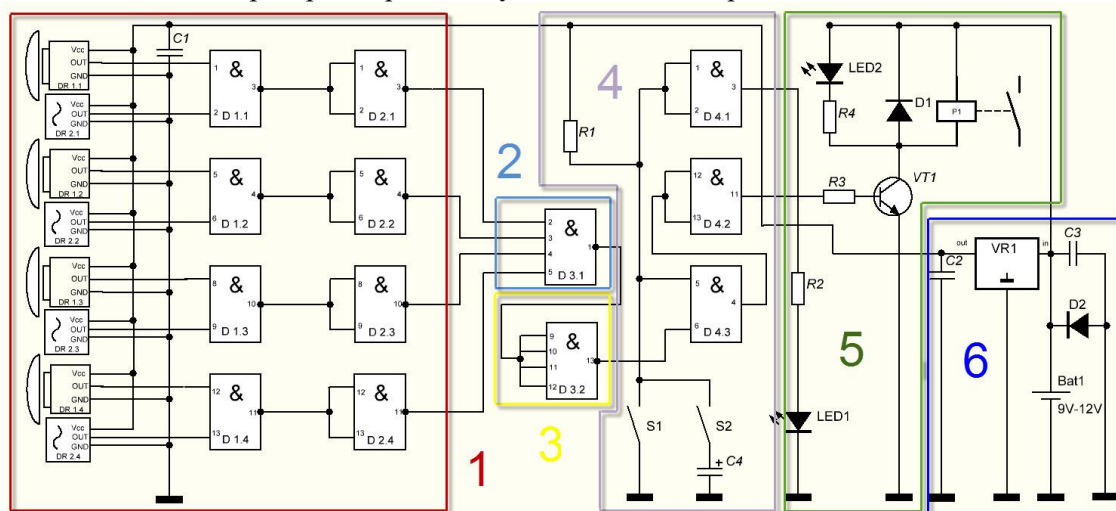 C1
Vcc
OUT
GND
DR 1.1
Vcc
OUT
GND
DR 2.1
1
2
&
3
D 1.1
1
2
&
3
D 2.1
Vcc
OUT
GND
DR 1.2
Vcc
OUT
GND
DR 2.2
5
6
&
4
D 1.2
5
6
&
4
D 2.2
Vcc
OUT
GND
DR 1.3
Vcc
OUT
GND
DR 2.3
8
9
&
10
D 1.3
8
9
&
10
D 2.3
Vcc
OUT
GND
DR 1.4
Vcc
OUT
GND
DR 2.4
12
13
&
11
D 1.4
12
13
&
11
D 2.4
1
2
2
3
4
5
&
1
D 3.1
9
10
11
12
&
13
D 3.2
3
4
R1
1
2
&
3
D 4.1
12
13
&
11
D 4.2
5
6
&
4
D 4.3
S1
S2
+ C4
LED2
R4
D1
P1
R3
VT1
R2
LED1
5
out
VR1
in
C2
C3
D2
6
Bat1
9V-12V